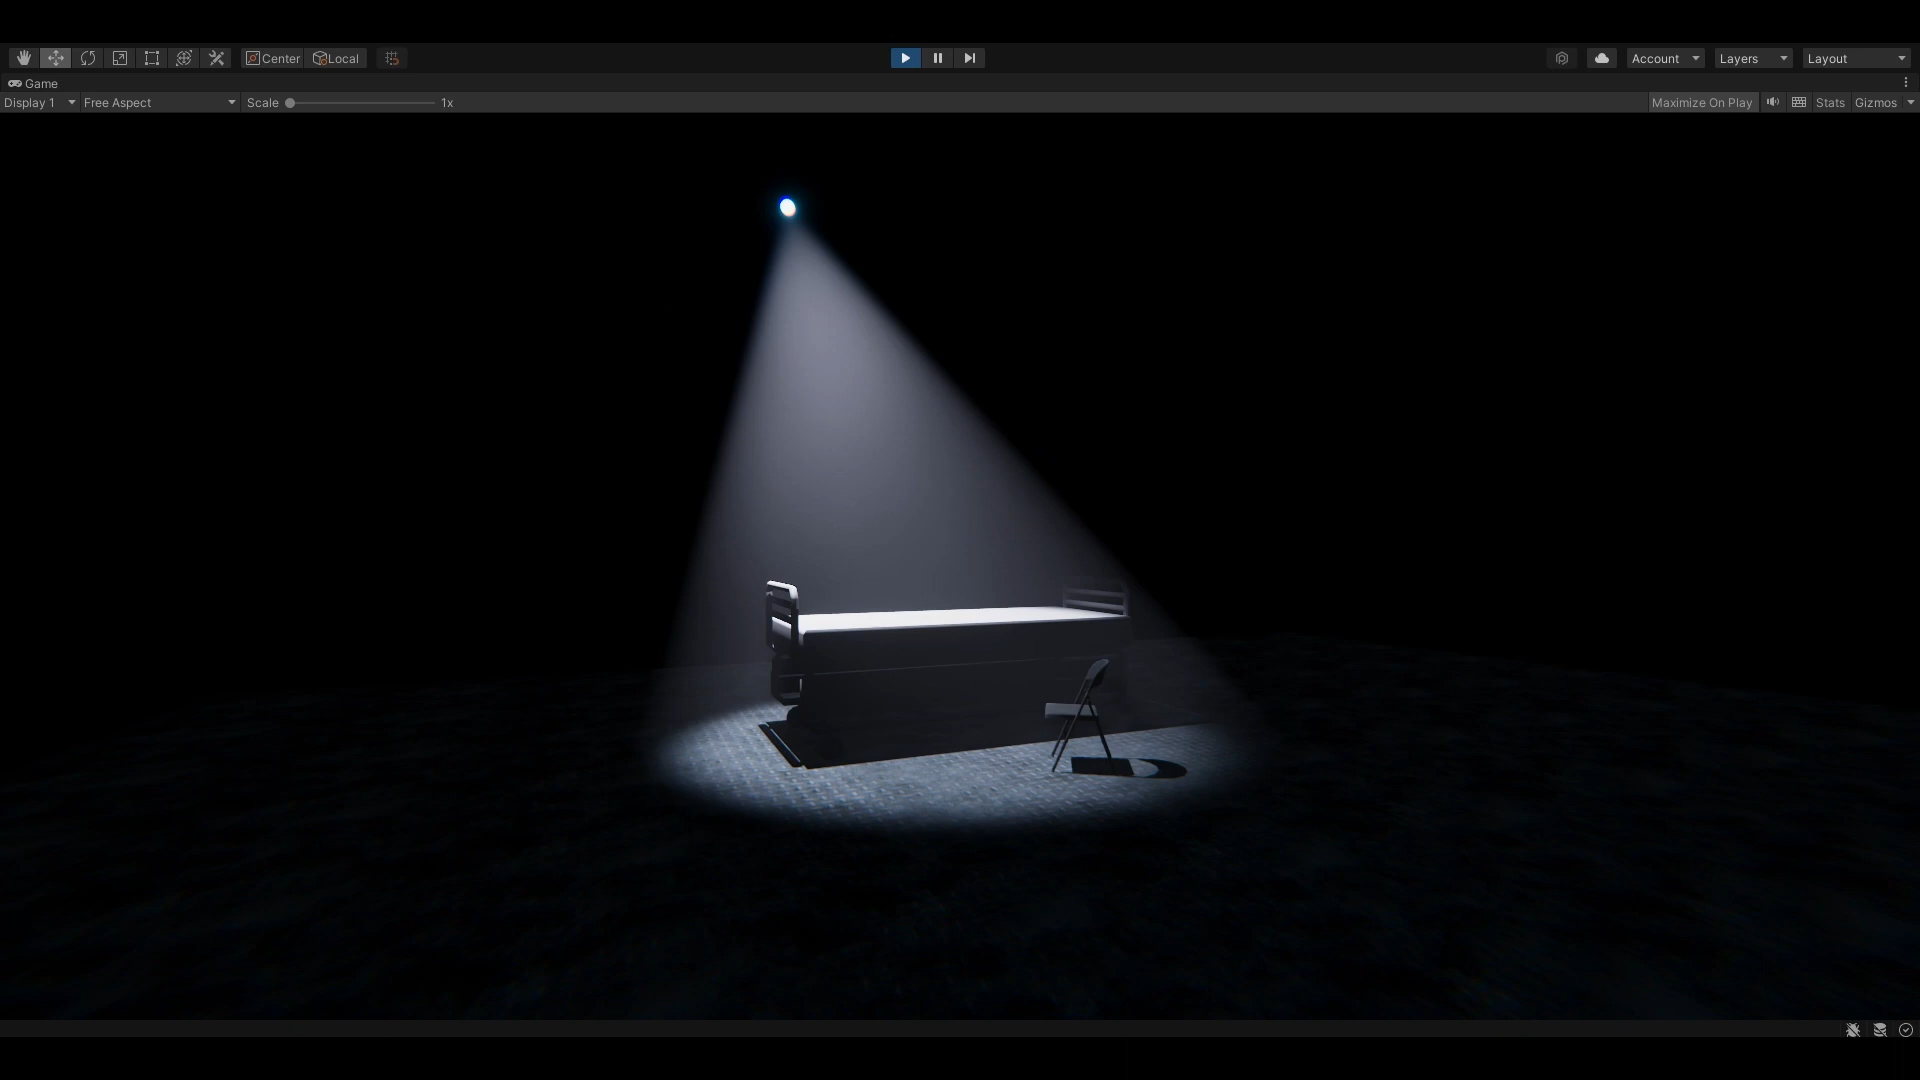 Center Local Account Layers Layout
Game
Display 1 Free Aspect Scale 1x Maximize On Play Stats Gizmos